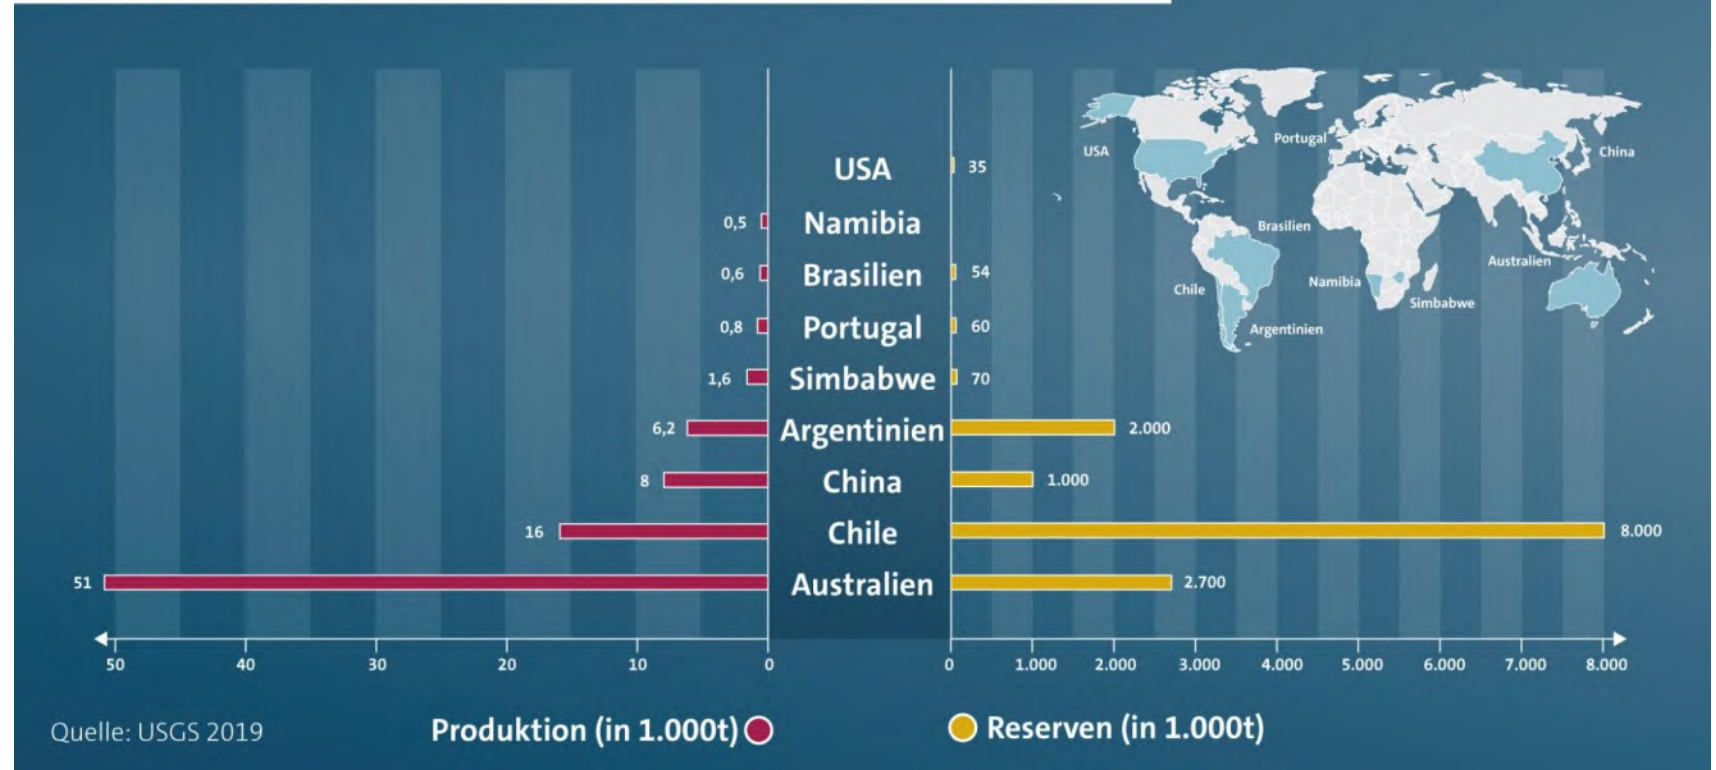 USA 35
0,5 Namibia
0,6 Brasilien 54
0,8 Portugal 60
1,6 Simbabwe 70
6,2 Argentinien 2.000
8 China 1.000
16 Chile 8.000
51 Australien 2.700
50 40 30 20 10 0
0 1.000 2.000 3.000 4.000 5.000 6.000 7.000 8.000
USA
Portugal
China
Brasilien
Australien
Namibia
Chile
Simbabwe
Argentinien
Quelle: USGS 2019
Produktion (in 1.000t)
Reserven (in 1.000t)